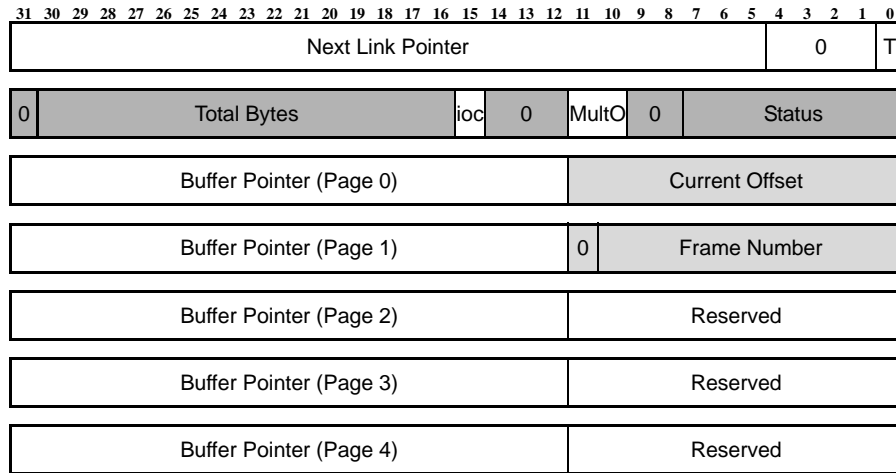 31 30 29 28 27 26 25 24 23 22 21 20 19 18 17 16 15 14 13 12 11 10 9 8 7 6 5 4 3 2 1 0
Next Link Pointer 0 T
0 Total Bytes ioc 0 MultO 0 Status
Buffer Pointer (Page 0) Current Offset
Buffer Pointer (Page 1) 0 Frame Number
Buffer Pointer (Page 2) Reserved
Buffer Pointer (Page 3) Reserved
Buffer Pointer (Page 4) Reserved